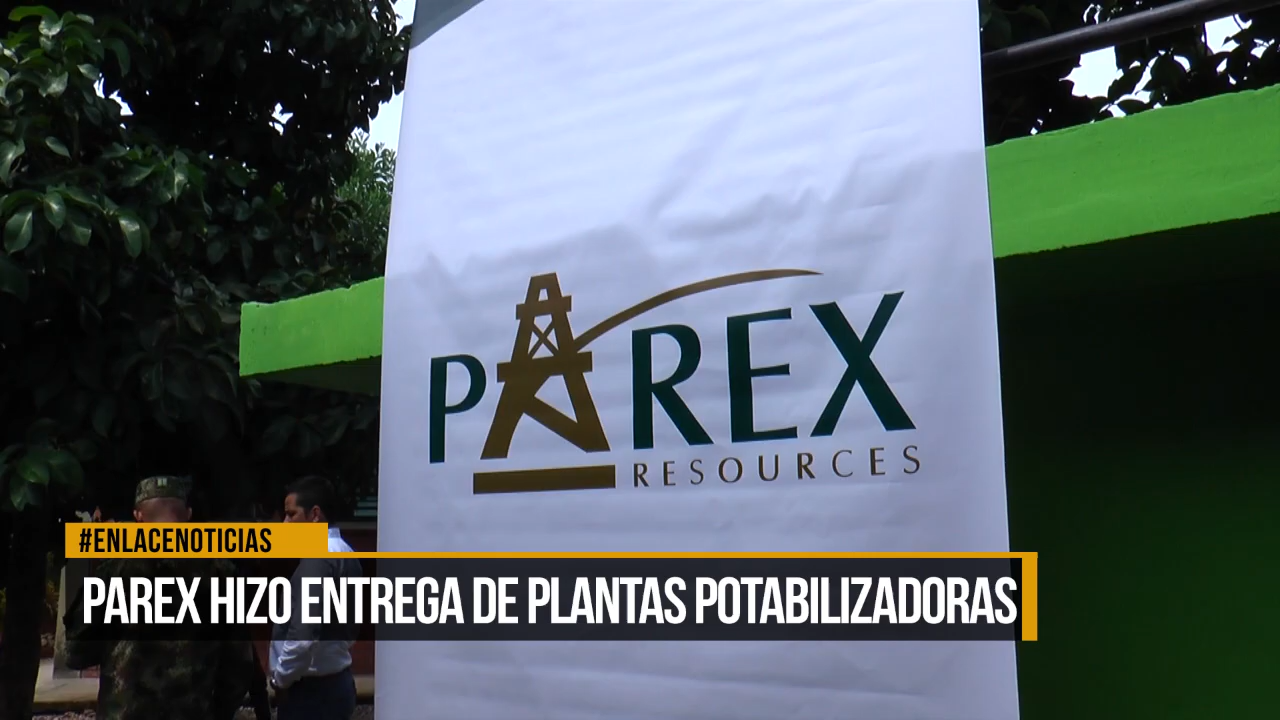 PAREX
RESOURCES
#ENLACENOTICIAS
PAREX HIZO ENTREGA DE PLANTAS POTABILIZADORAS